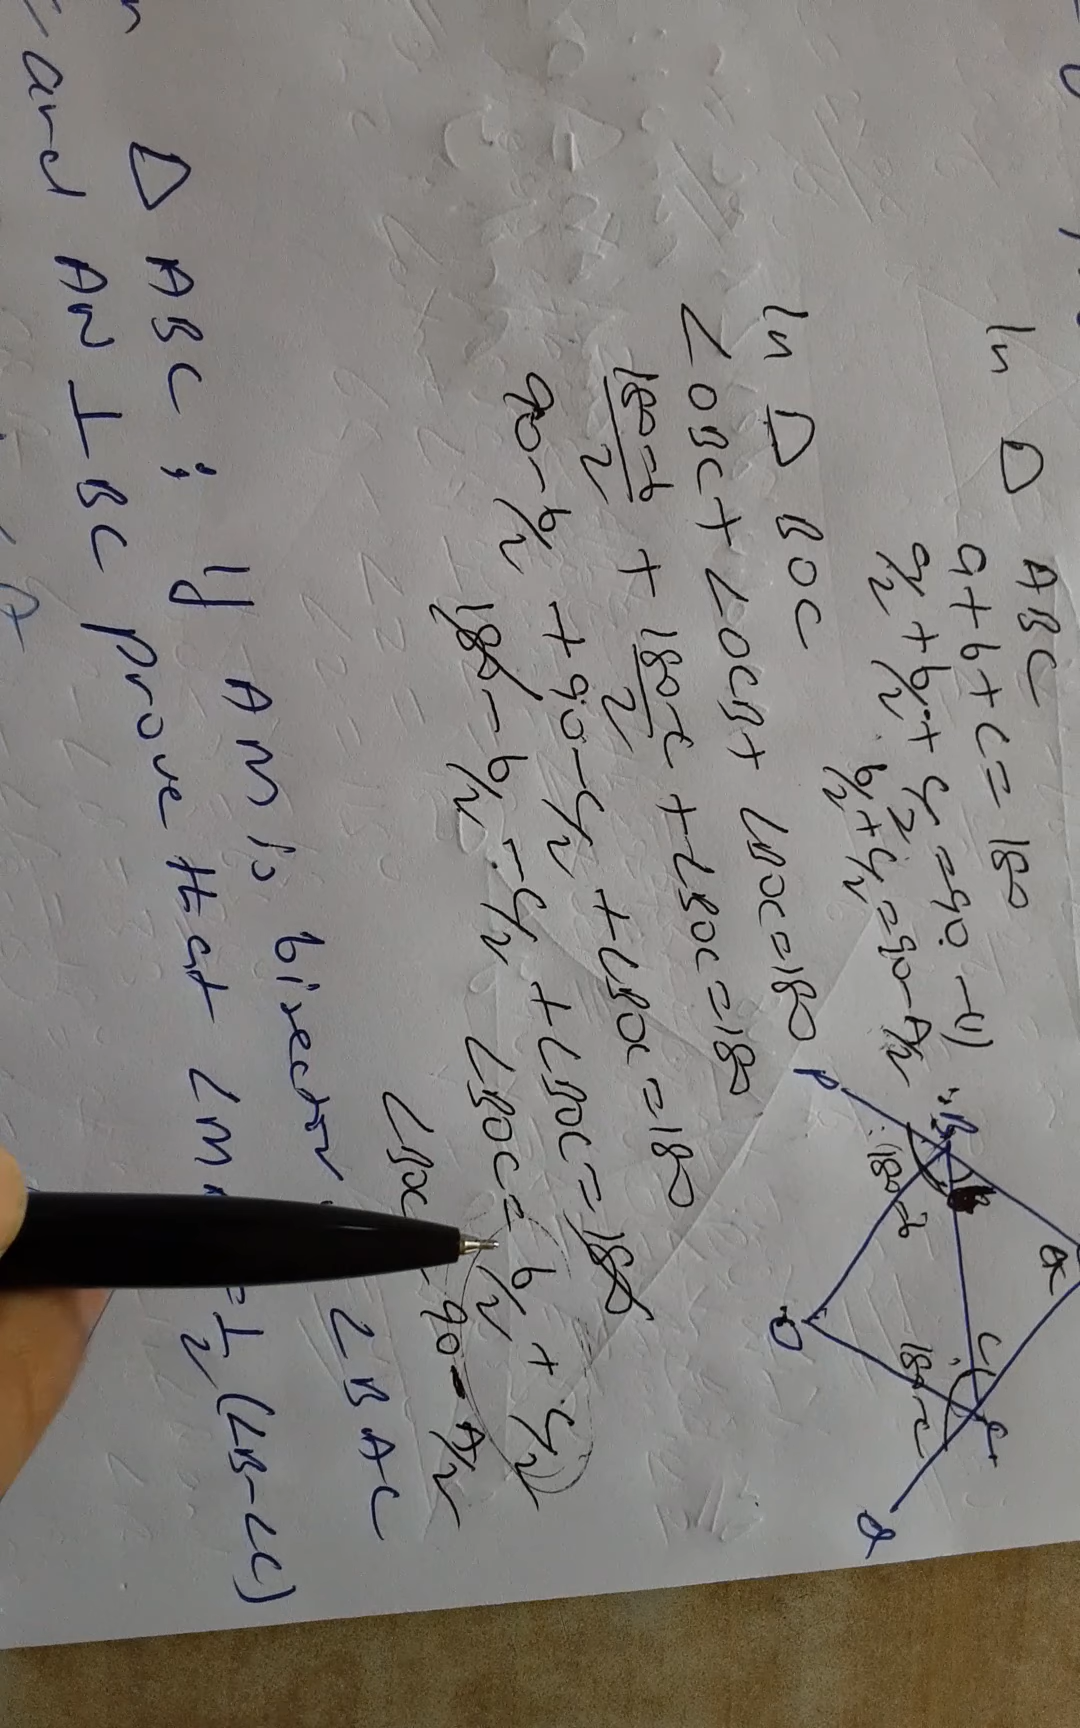 In Δ ABC
a+b+c=180
a/2+b/2+c/2=90 -(1)
b/2+c/2=90-A/2
P
B
(180-b
a
c
180-c
C
O
Q
In Δ BOC
∠OBC+∠OCB+∠BOC=180
180-b/2 + 180-c/2 +∠BOC=180
90-b/2 +90-c/2 +∠BOC=180
180-b/2-c/2+∠BOC=180
∠BOC=b/2+c/2
∠BOC 90-A/2
Δ ABC ; If AM is bisector ∠BAC
and AN ⊥ BC prove that ∠M =1/2(∠B-∠C)